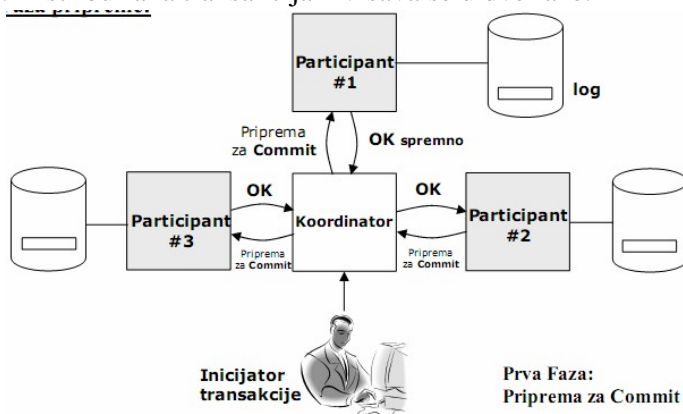 Participant
#1
log
Priprema
za Commit
OK spremno
OK
OK
Participant
#3
Koordinator
Participant
#2
Priprema
za Commit
Priprema
za Commit
Inicijator
transakcije
Prva Faza:
Priprema za Commit